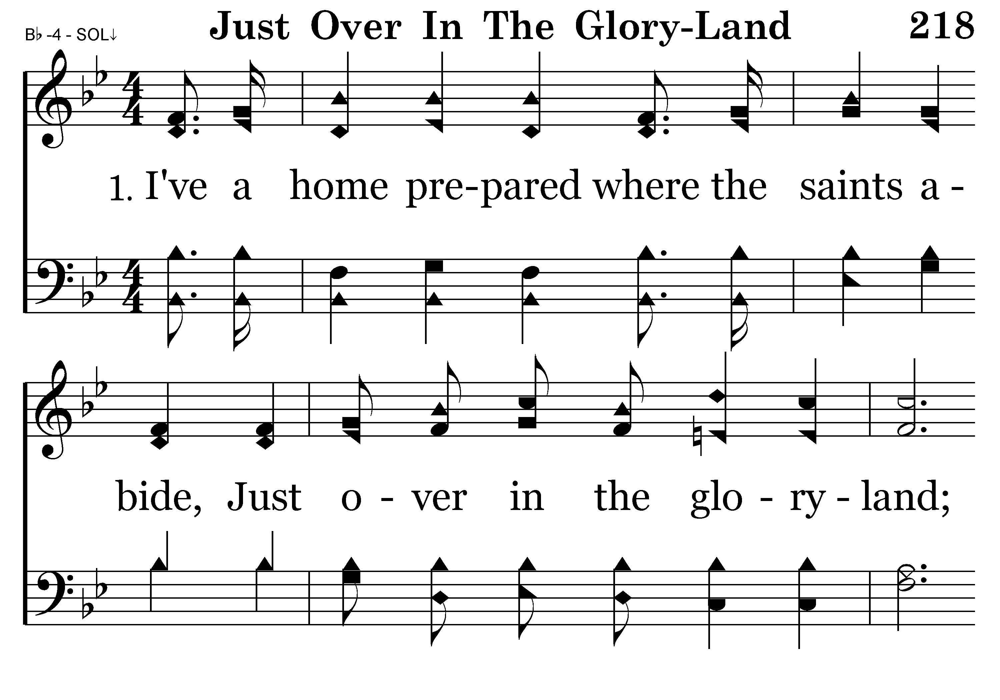 B♭ -4 - SOL↓ Just Over In The Glory-Land 218
1. I've a home pre-pared where the saints a -
bide, Just o - ver in the glo - ry - land;